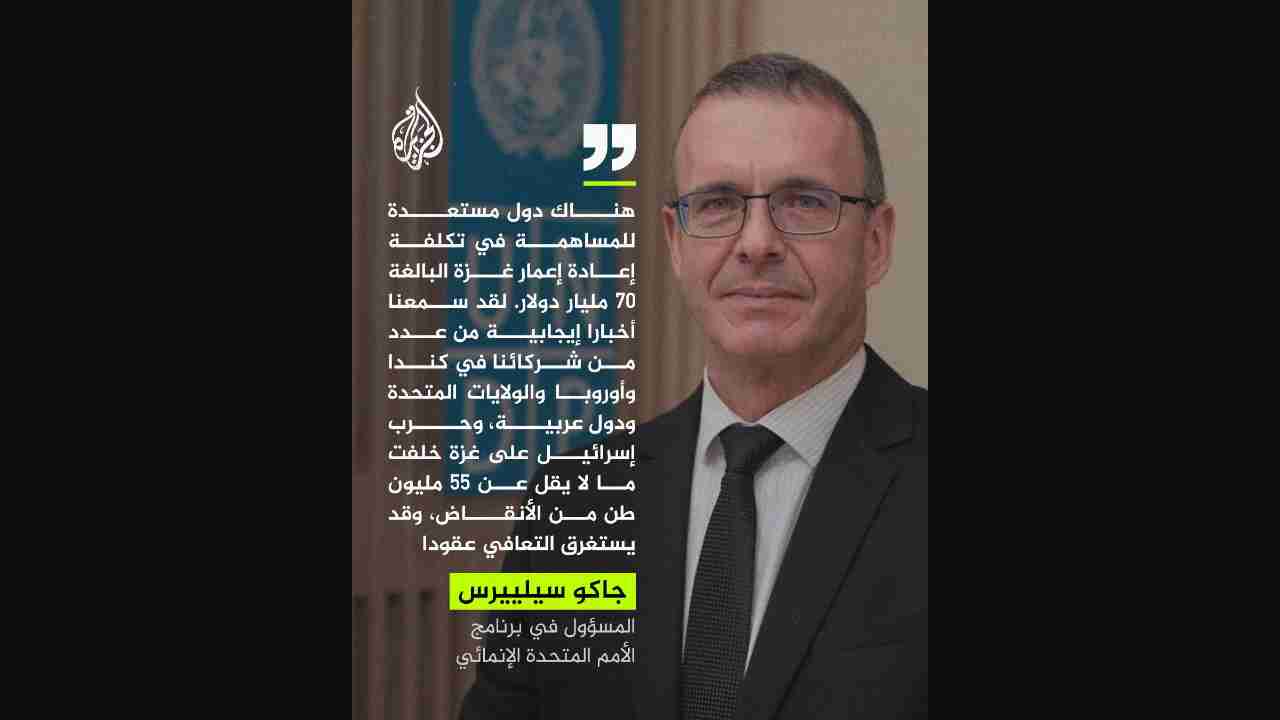 الجزيرة
هناك دول مستعدة
للمساهمة في تكلفة
إعادة إعمار غزة البالغة
70 مليار دولار. لقد سمعنا
أخبارا إيجابية من عدد
من شركائنا في كندا
وأوروبا والولايات المتحدة
ودول عربية، وحرب
إسرائيل على غزة خلفت
ما لا يقل عن 55 مليون
طن من الأنقاض، وقد
يستغرق التعافي عقودا
جاكو سيلييرس
المسؤول في برنامج
الأمم المتحدة الإنمائي
U N
D P